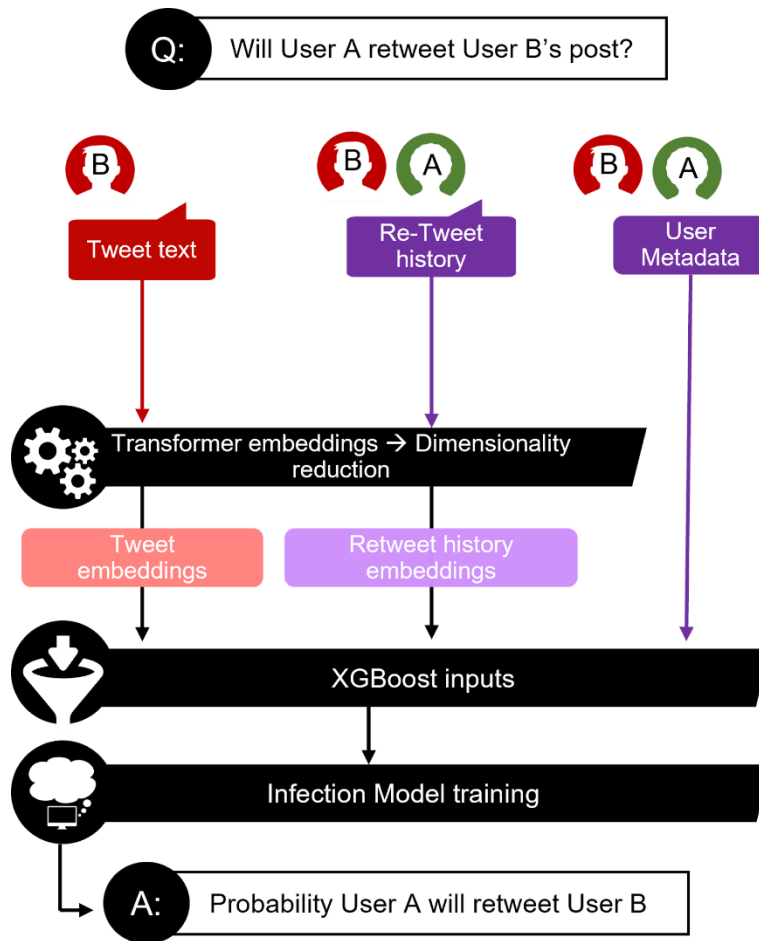 Q:
Will User A retweet User B's post?
B
B
A
B
A
Tweet text
Re-Tweet
history
User
Metadata
Transformer embeddings → Dimensionality
reduction
Tweet
embeddings
Retweet history
embeddings
XGBoost inputs
Infection Model training
A:
Probability User A will retweet User B